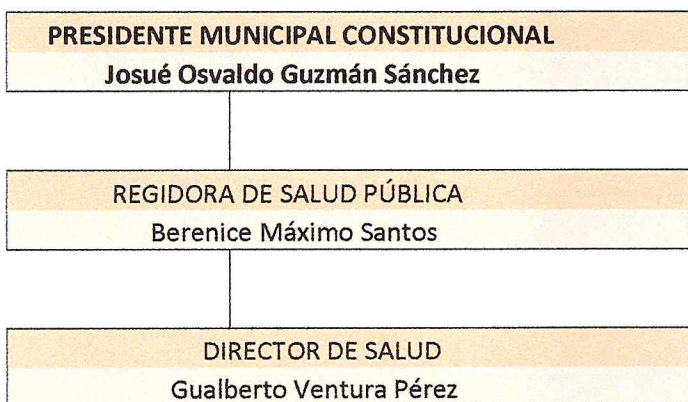 PRESIDENTE MUNICIPAL CONSTITUCIONAL
Josué Osvaldo Guzmán Sánchez
REGIDORA DE SALUD PÚBLICA
Berenice Máximo Santos
DIRECTOR DE SALUD
Gualberto Ventura Pérez